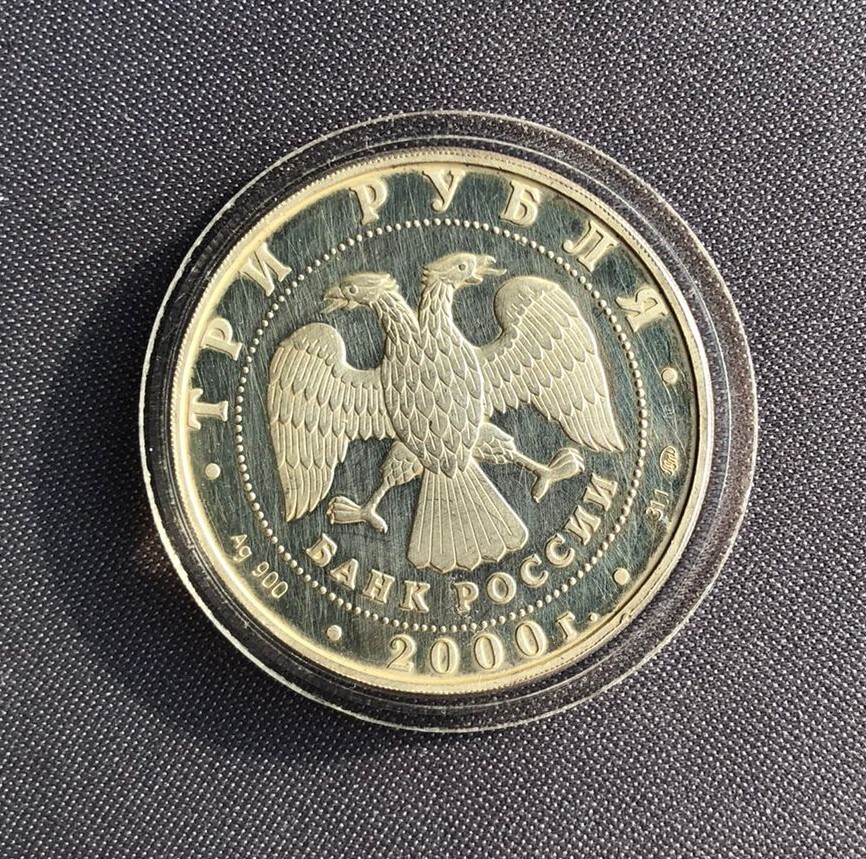 ТРИ РУБЛЯ
БАНК РОССИИ
Ag 900
31,1
2000 г.